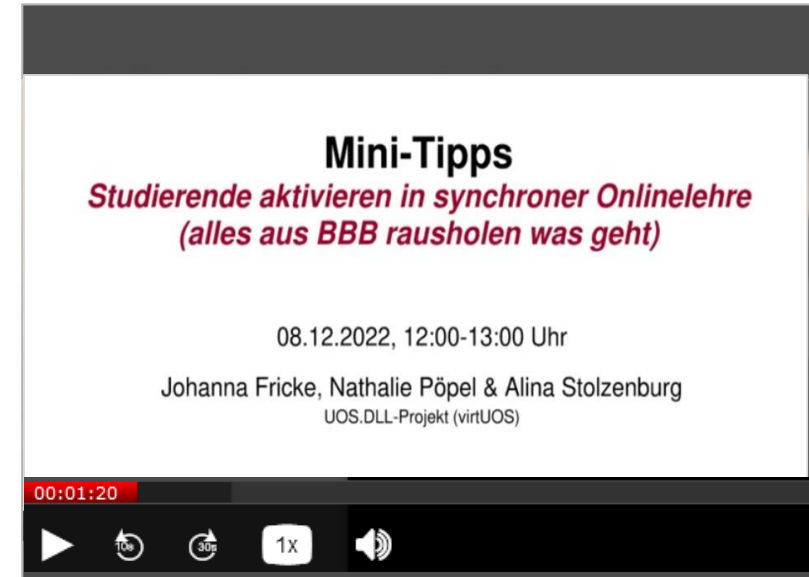 Mini-Tipps
Studierende aktivieren in synchroner Onlinelehre
(alles aus BBB rausholen was geht)
08.12.2022, 12:00-13:00 Uhr
Johanna Fricke, Nathalie Pöpel & Alina Stolzenburg
UOS.DLL-Projekt (virtUOS)
00:01:20
10s 30s 1x